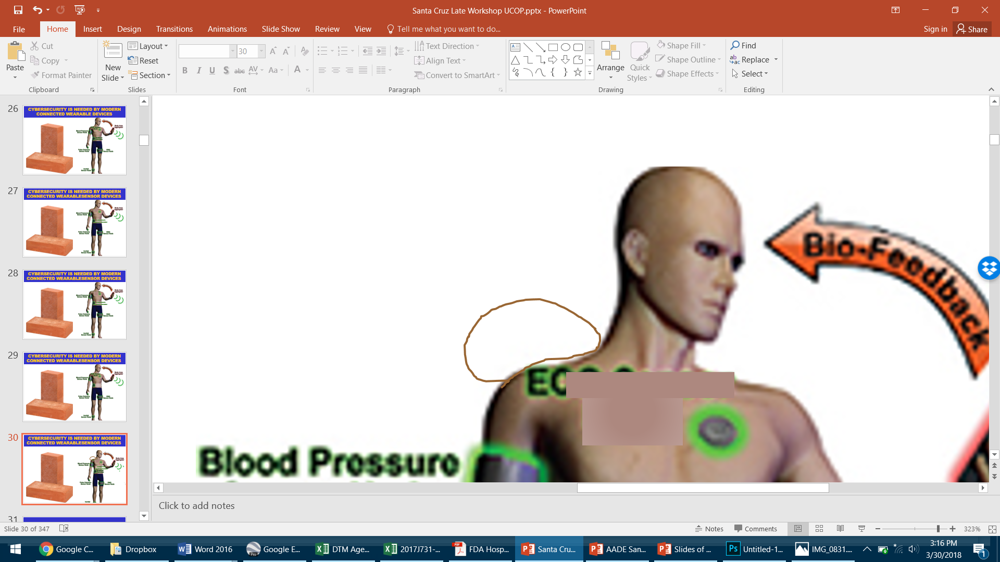 Santa Cruz Late Workshop UCOP.pptx - PowerPoint
File Home Insert Design Transitions Animations Slide Show Review View Tell me what you want to do... Sign in Share
Paste
Cut
Copy
Format Painter
Clipboard
New Slide
Layout
Reset
Section
Slides
30
B I U S abc AV Aa A
Font
Text Direction
Align Text
Convert to SmartArt
Paragraph
Arrange
Quick Styles
Shape Fill
Shape Outline
Shape Effects
Drawing
Find
Replace
Select
Editing
26
CYBERSECURITY IS NEEDED BY MODERN
CONNECTED WEARABLE DEVICES
27
CYBERSECURITY IS NEEDED BY MODERN
CONNECTED WEARABLESENSOR DEVICES
28
CYBERSECURITY IS NEEDED BY MODERN
CONNECTED WEARABLESENSOR DEVICES
29
CYBERSECURITY IS NEEDED BY MODERN
CONNECTED WEARABLESENSOR DEVICES
30
CYBERSECURITY IS NEEDED BY MODERN
CONNECTED WEARABLESENSOR DEVICES
31
Bio-Feedback
Blood Pressure
Click to add notes
Slide 30 of 347
Notes Comments 323%
Google C... Dropbox Word 2016 Google E... DTM Age... 2017J731-... FDA Hosp... Santa Cru... AADE San... Slides of ... Untitled-1... IMG_0831....
3:16 PM
3/30/2018
1